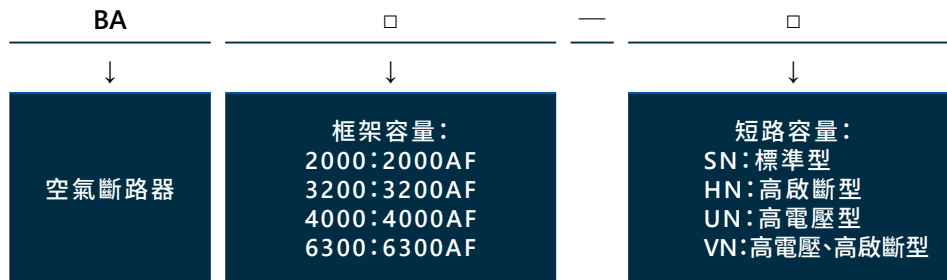 BA □ — □
↓ ↓ ↓
空氣斷路器
框架容量：
2000：2000AF
3200：3200AF
4000：4000AF
6300：6300AF
短路容量：
SN：標準型
HN：高啟斷型
UN：高電壓型
VN：高電壓、高啟斷型